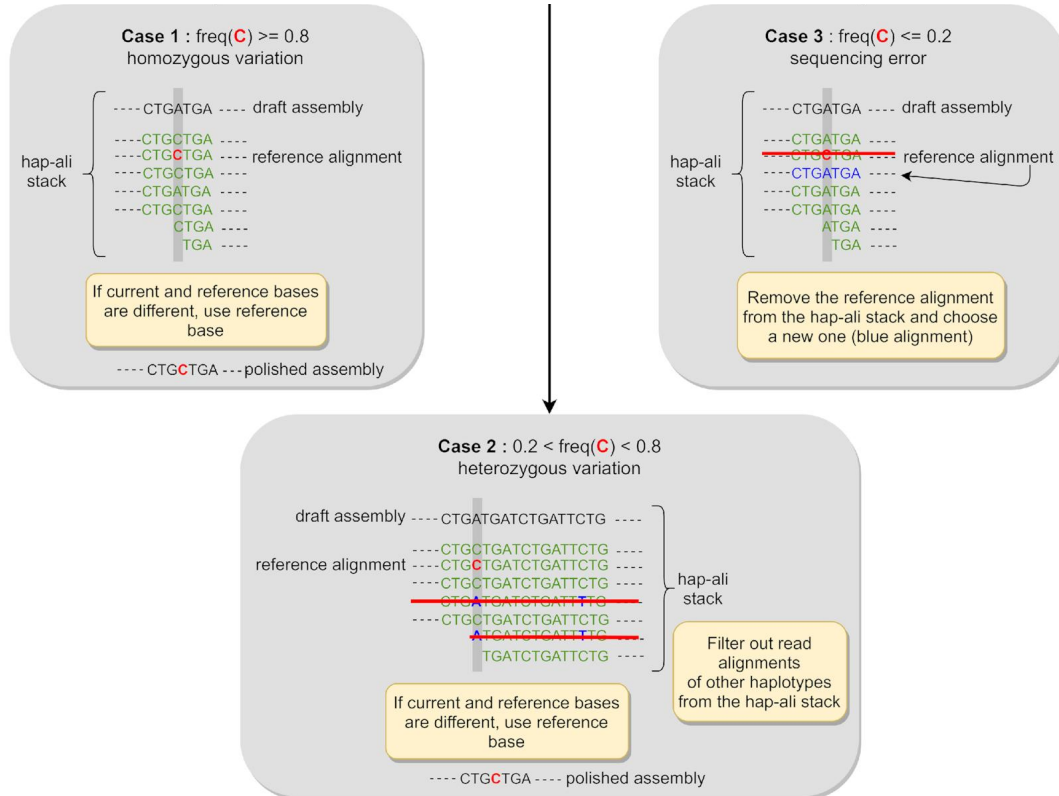 Case 1 : freq(C) >= 0.8
homozygous variation
---- CTGATGA ---- draft assembly
hap-ali
stack
----CTGCTGA ----
----CTGCTGA ---- reference alignment
----CTGCTGA ----
----CTGATGA ----
----CTGCTGA ----
CTGA ----
TGA ----
If current and reference bases
are different, use reference
base
---- CTGCTGA --- polished assembly
Case 3 : freq(C) <= 0.2
sequencing error
---- CTGATGA ---- draft assembly
hap-ali
stack
----CTGATGA ----
----CTGCTGA ---- reference alignment
----CTGATGA ----
----CTGATGA ----
----CTGATGA ----
ATGA ----
TGA ----
Remove the reference alignment
from the hap-ali stack and choose
a new one (blue alignment)
Case 2 : 0.2 < freq(C) < 0.8
heterozygous variation
draft assembly ---- CTGATGATCTGATTCTG ----
----CTGCTGATCTGATTCTG ----
reference alignment ----CTGCTGATCTGATTCTG ----
----CTGCTGATCTGATTCTG ----
----CTGATGATCTGATTTTG ----
----CTGCTGATCTGATTCTG ----
ATGATCTGATTTTG ----
TGATCTGATTCTG ----
hap-ali
stack
Filter out read
alignments
of other haplotypes
from the hap-ali stack
If current and reference bases
are different, use reference
base
---- CTGCTGA ---- polished assembly